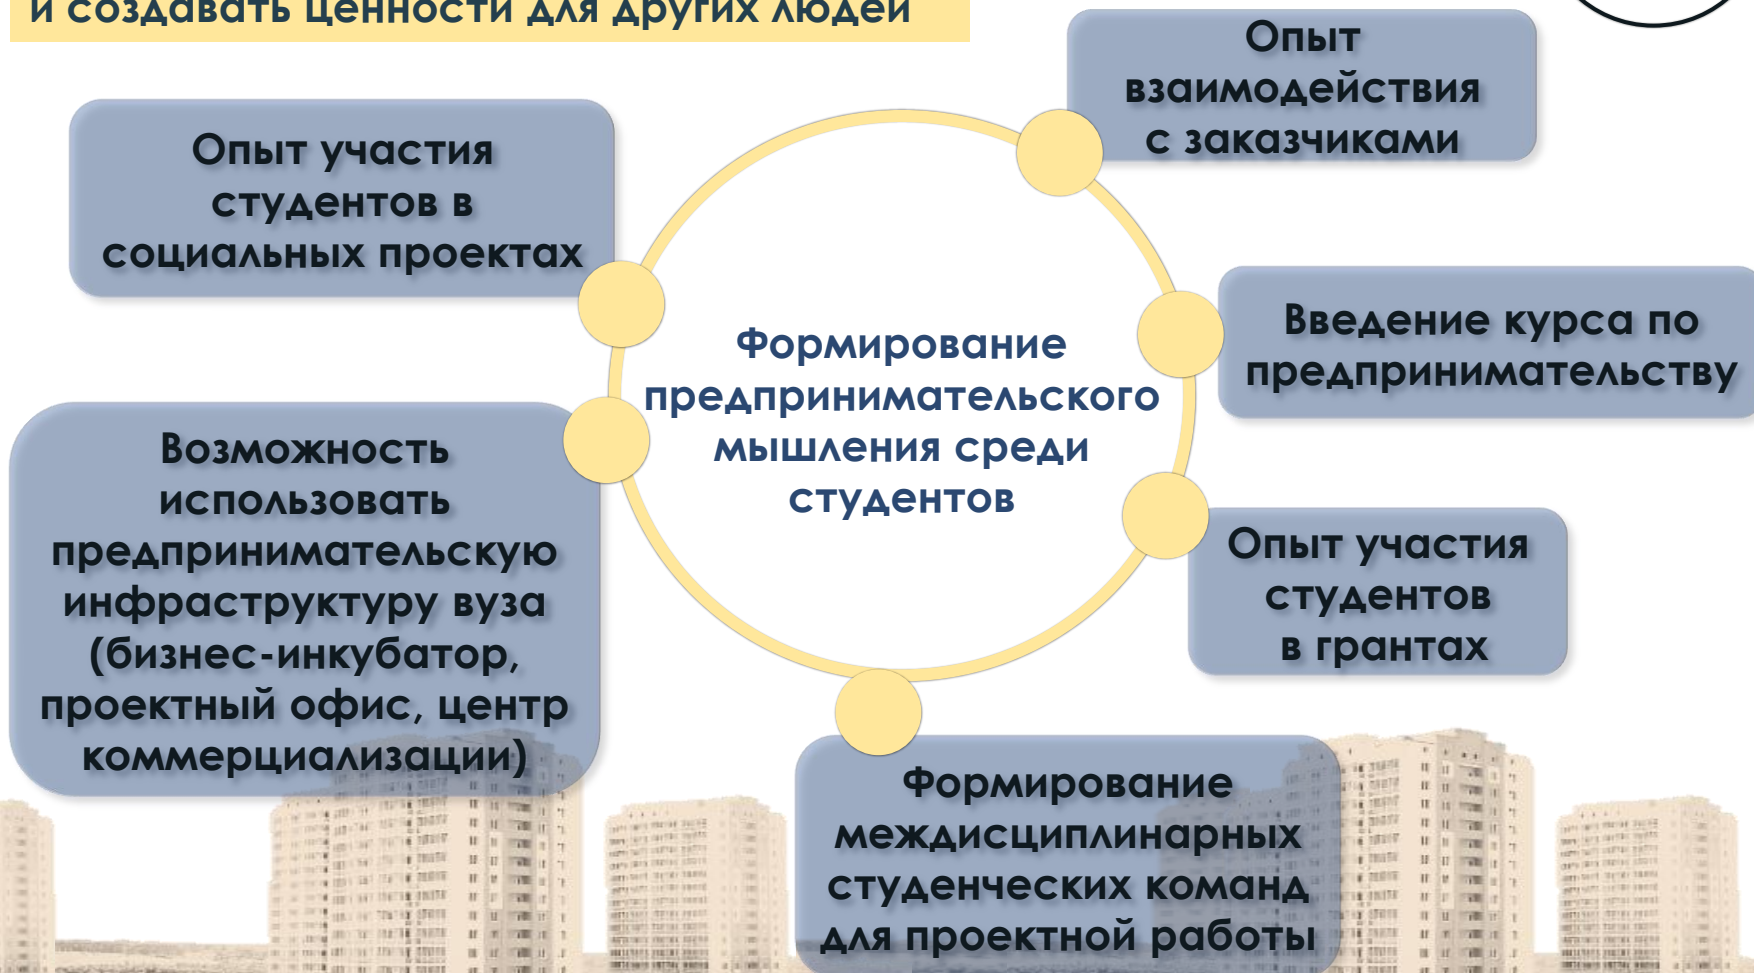 и создавать ценности для других людей
Опыт
взаимодействия
с заказчиками
Опыт участия
студентов в
социальных проектах
Введение курса по
предпринимательству
Формирование
предпринимательского
мышления среди
студентов
Возможность
использовать
предпринимательскую
инфраструктуру вуза
(бизнес-инкубатор,
проектный офис, центр
коммерциализации)
Опыт участия
студентов
в грантах
Формирование
междисциплинарных
студенческих команд
для проектной работы